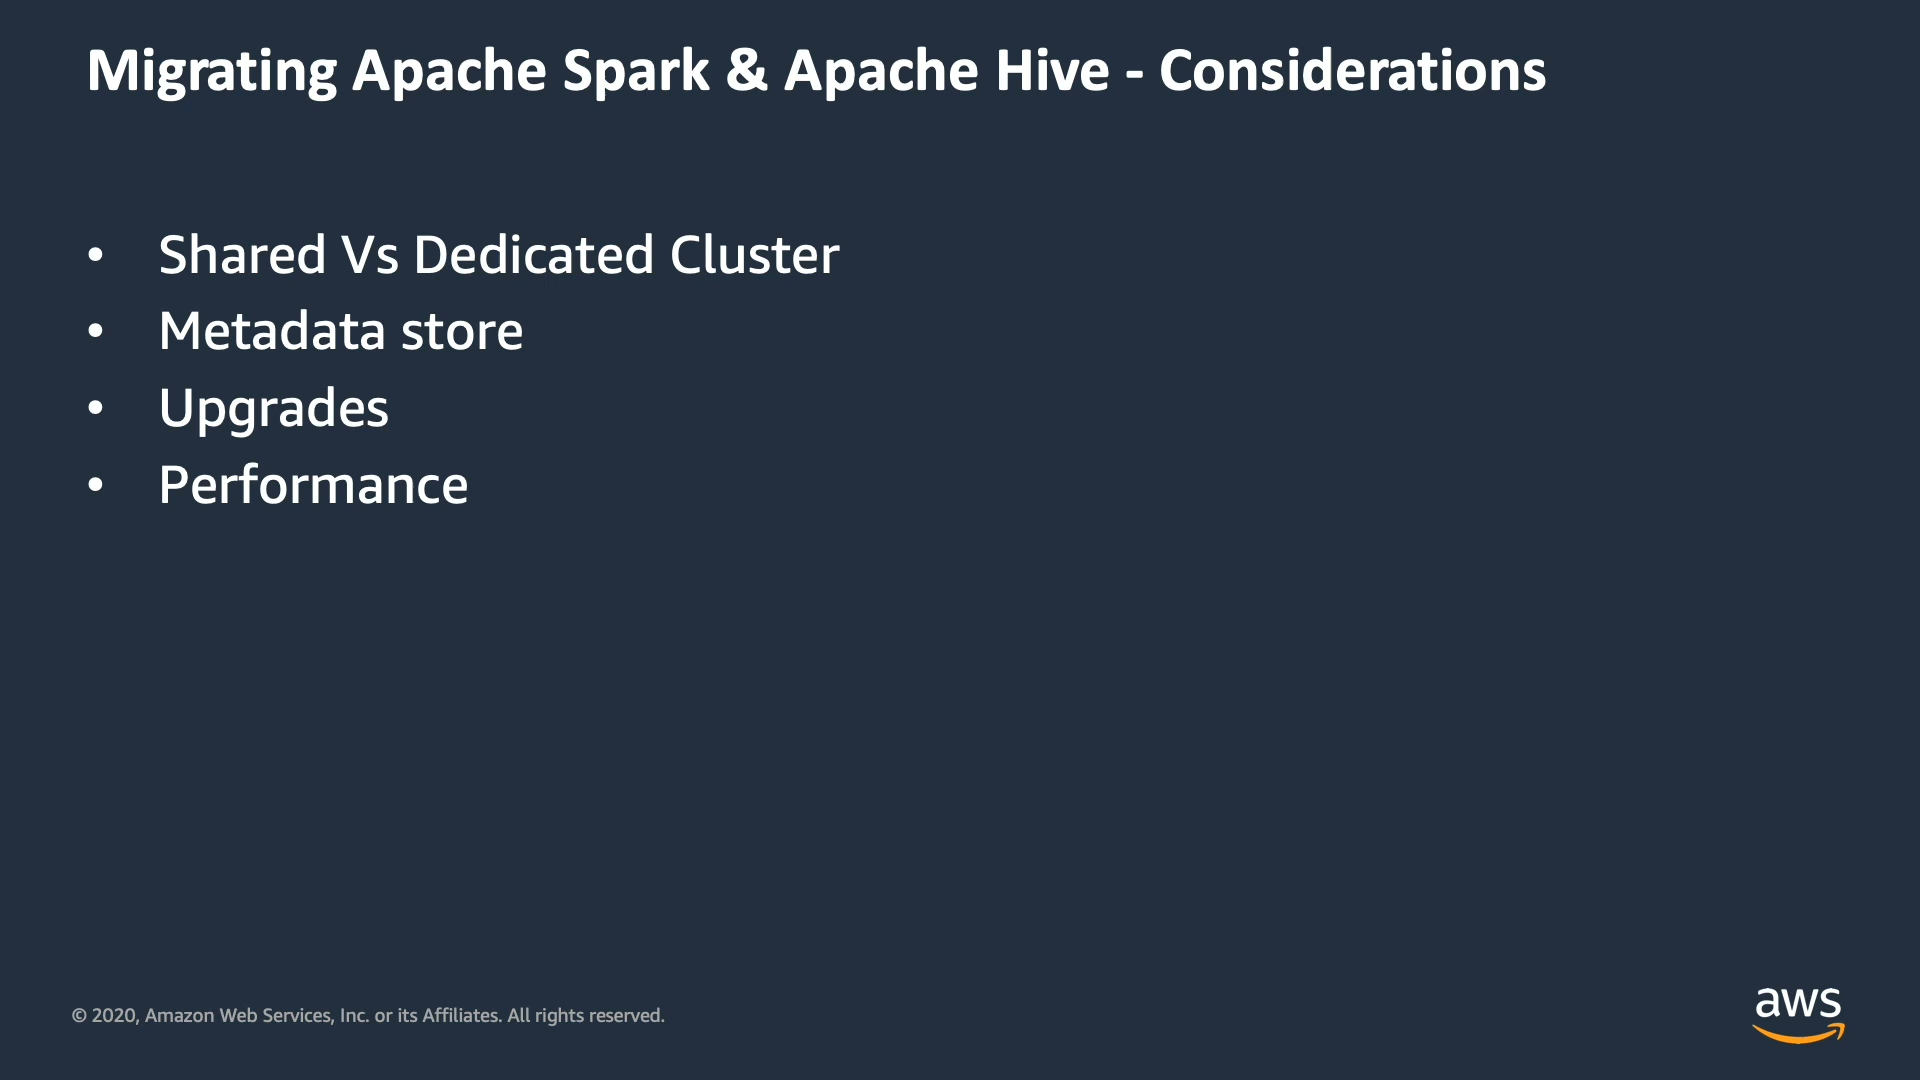 Migrating Apache Spark & Apache Hive - Considerations
• Shared Vs Dedicated Cluster
• Metadata store
• Upgrades
• Performance
© 2020, Amazon Web Services, Inc. or its Affiliates. All rights reserved.
aws